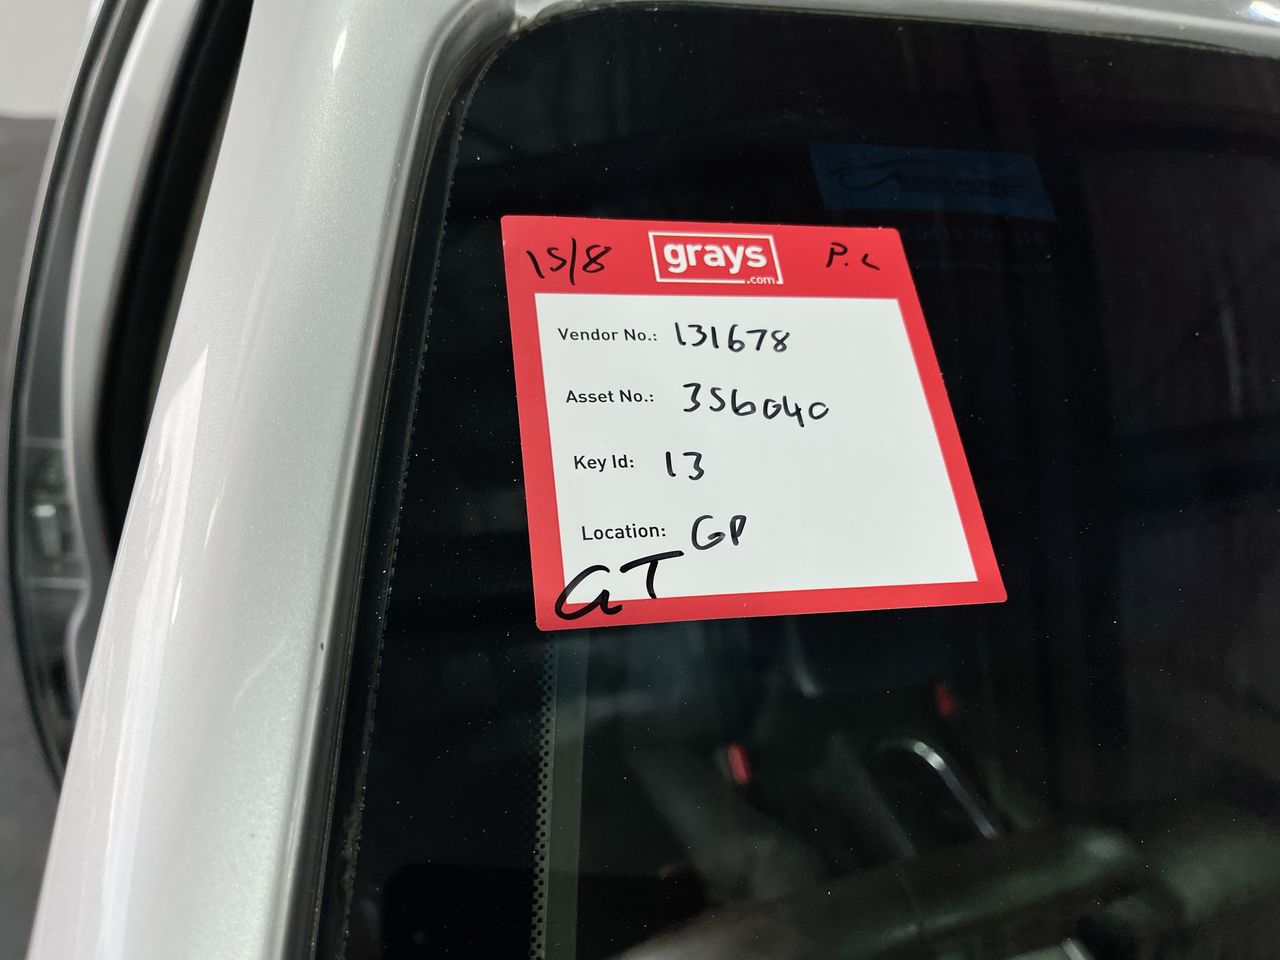 15/8 grays P.L
.com
Vendor No.: 131678
Asset No.: 356040
Key Id: 13
Location: GP
GT